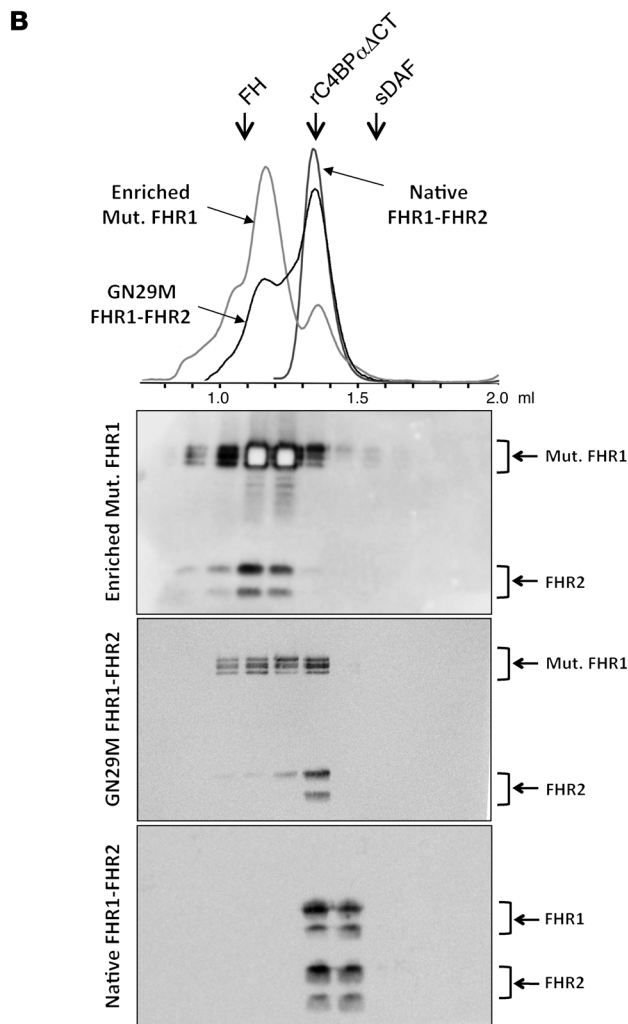 B
FH
rC4BPαΔCT
sDAF
Enriched
Mut. FHR1
Native
FHR1-FHR2
GN29M
FHR1-FHR2
1.0
1.5
2.0 ml
Enriched Mut. FHR1
Mut. FHR1
FHR2
GN29M FHR1-FHR2
Mut. FHR1
FHR2
Native FHR1-FHR2
FHR1
FHR2